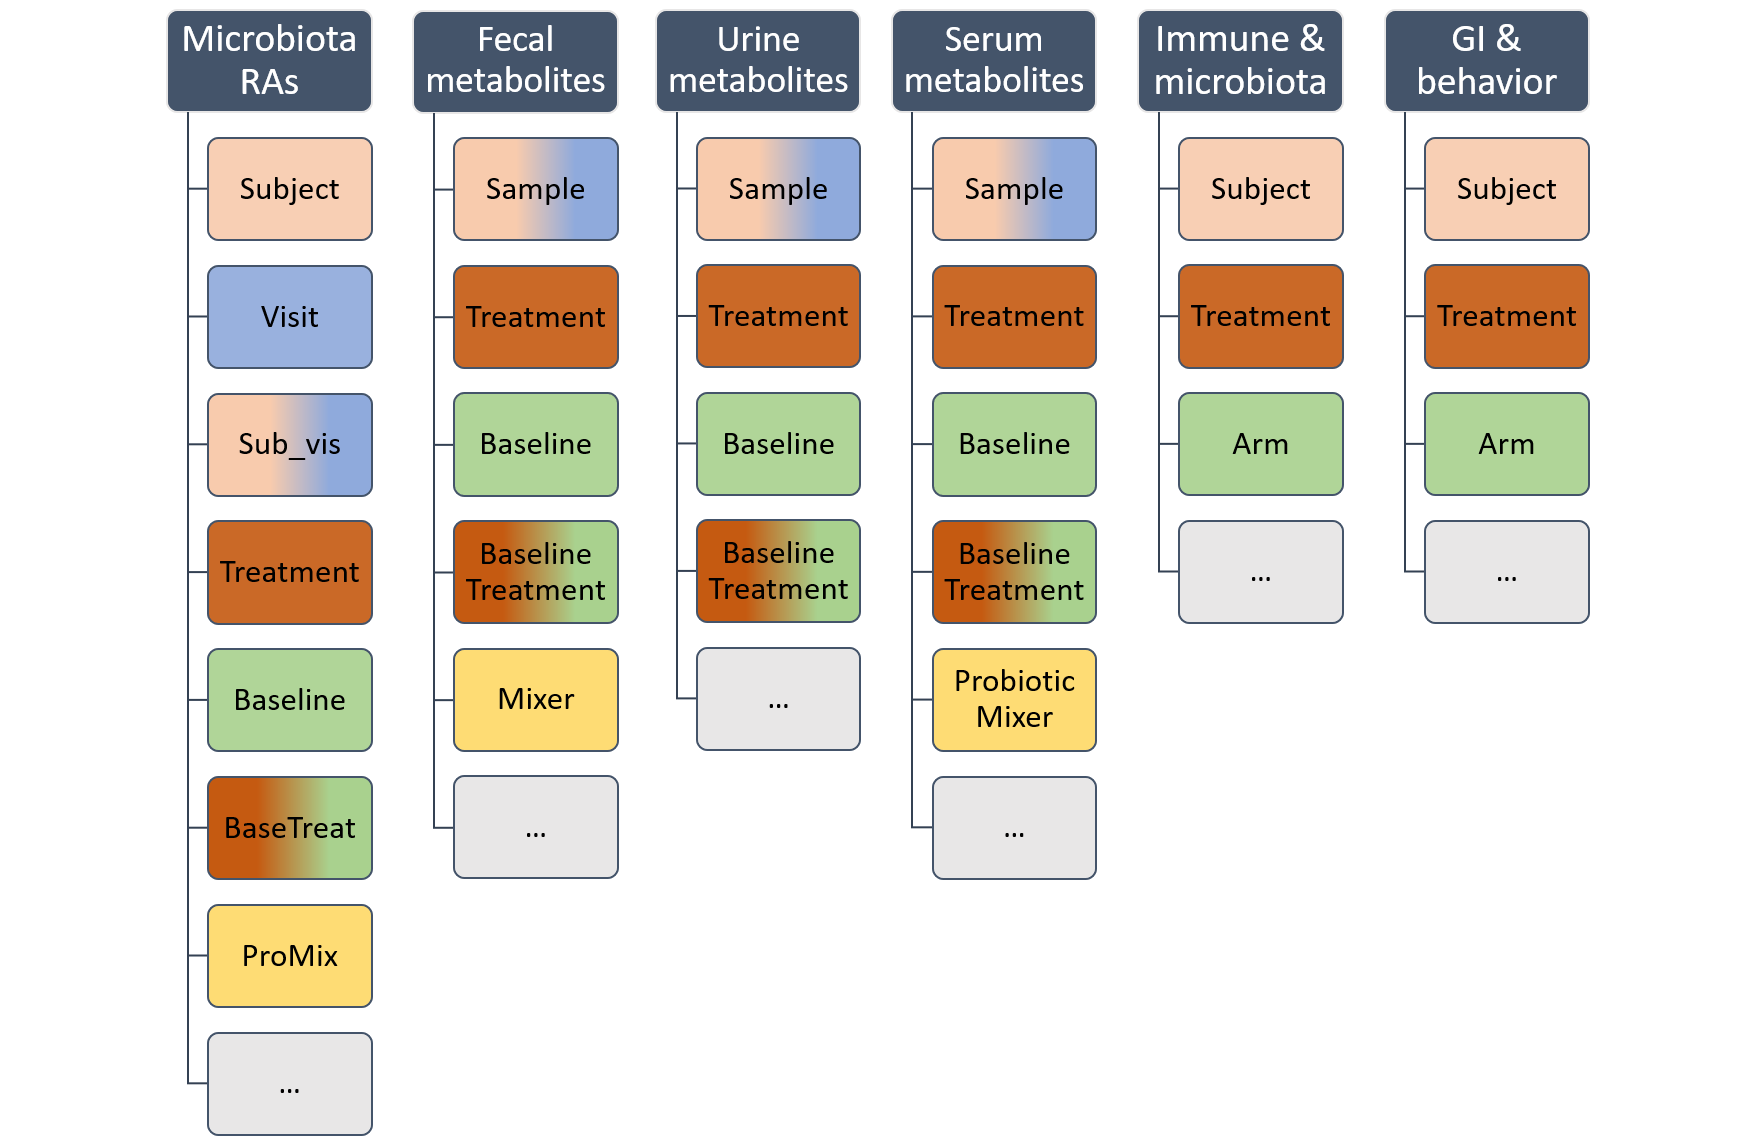 Microbiota
RAs
Subject
Visit
Sub_vis
Treatment
Baseline
BaseTreat
ProMix
...
Fecal
metabolites
Sample
Treatment
Baseline
Baseline
Treatment
Mixer
...
Urine
metabolites
Sample
Treatment
Baseline
Baseline
Treatment
...
Serum
metabolites
Sample
Treatment
Baseline
Baseline
Treatment
Probiotic
Mixer
...
Immune &
microbiota
Subject
Treatment
Arm
...
GI &
behavior
Subject
Treatment
Arm
...